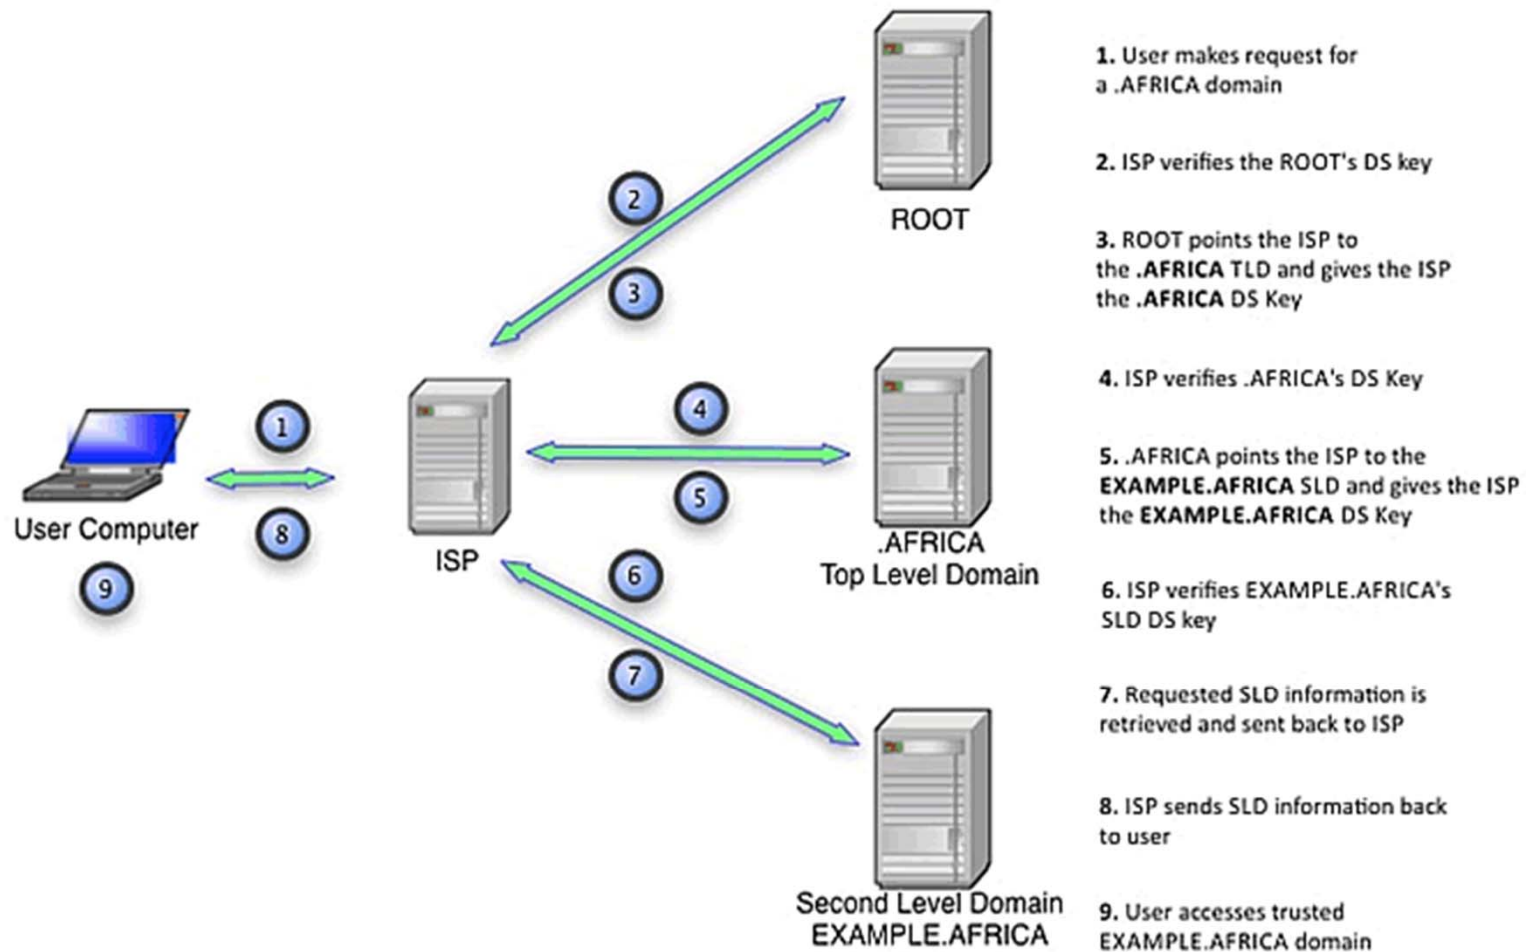 1. User makes request for
a .AFRICA domain
2. ISP verifies the ROOT's DS key
3. ROOT points the ISP to
the .AFRICA TLD and gives the ISP
the .AFRICA DS Key
4. ISP verifies .AFRICA's DS Key
5. .AFRICA points the ISP to the
EXAMPLE.AFRICA SLD and gives the ISP
the EXAMPLE.AFRICA DS Key
6. ISP verifies EXAMPLE.AFRICA's
SLD DS key
7. Requested SLD information is
retrieved and sent back to ISP
8. ISP sends SLD information back
to user
9. User accesses trusted
EXAMPLE.AFRICA domain
ROOT
2
3
1
8
User Computer
9
ISP
4
5
.AFRICA
Top Level Domain
6
7
Second Level Domain
EXAMPLE.AFRICA